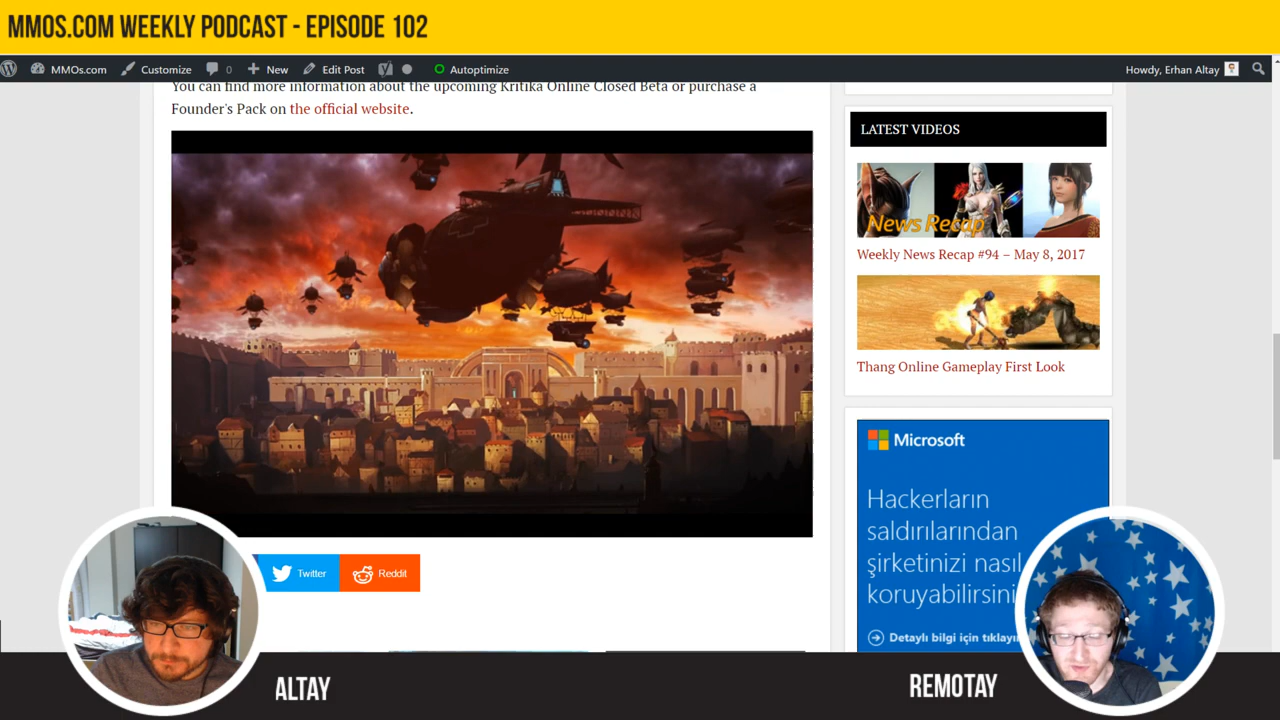 MMOS.COM WEEKLY PODCAST - EPISODE 102
MMOs.com Customize 0 New Edit Post Autoptimize Howdy, Erhan Altay
You can find more information about the upcoming Kritika Online Closed Beta or purchase a
Founder's Pack on the official website.
LATEST VIDEOS
News Recap
Weekly News Recap #94 – May 8, 2017
Thang Online Gameplay First Look
Microsoft
Hackerların
saldırılarından
şirketinizi nasıl
koruyabilirsini
Detaylı bilgi için tıklayın
Twitter Reddit
ALTAY
REMOTAY